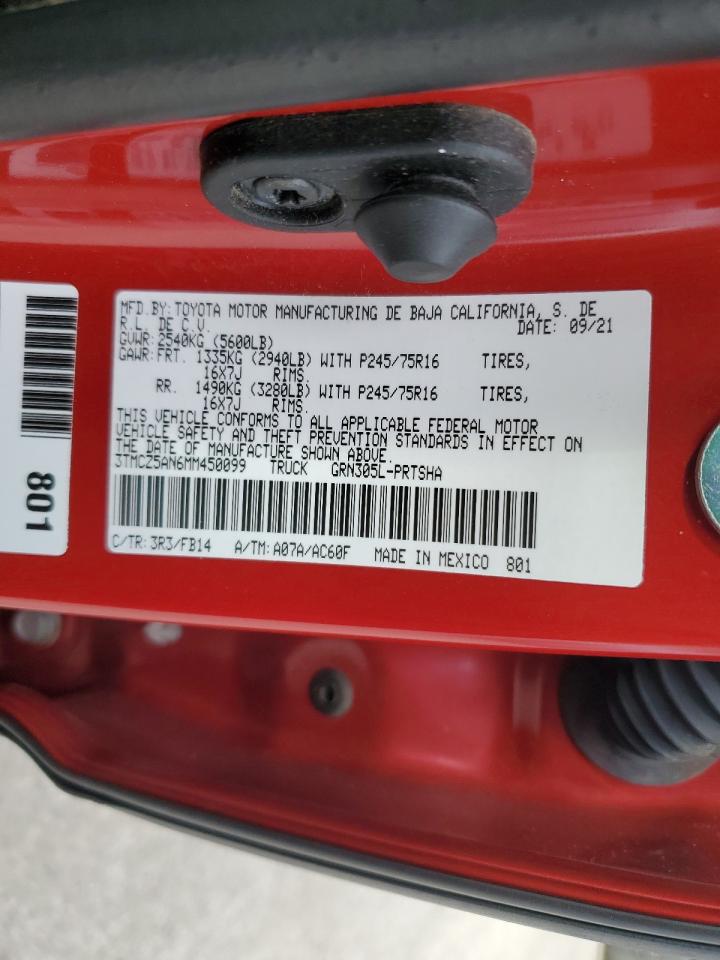 MFD.BY:TOYOTA MOTOR MANUFACTURING DE BAJA CALIFORNIA, S. DE
R.L. DE C.V. DATE: 09/21
GVWR:2540KG (5600LB)
GAWR:FRT. 1335KG (2940LB) WITH P245/75R16 TIRES,
16X7J RIMS.
RR. 1490KG (3280LB) WITH P245/75R16 TIRES,
16X7J RIMS.
THIS VEHICLE CONFORMS TO ALL APPLICABLE FEDERAL MOTOR
VEHICLE SAFETY AND THEFT PREVENTION STANDARDS IN EFFECT ON
THE DATE OF MANUFACTURE SHOWN ABOVE.
3TMCZ5AN6MM450099 TRUCK GRN305L-PRTSHA
C/TR:3R3/FB14 A/TM:A07A/AC60F MADE IN MEXICO 801
801